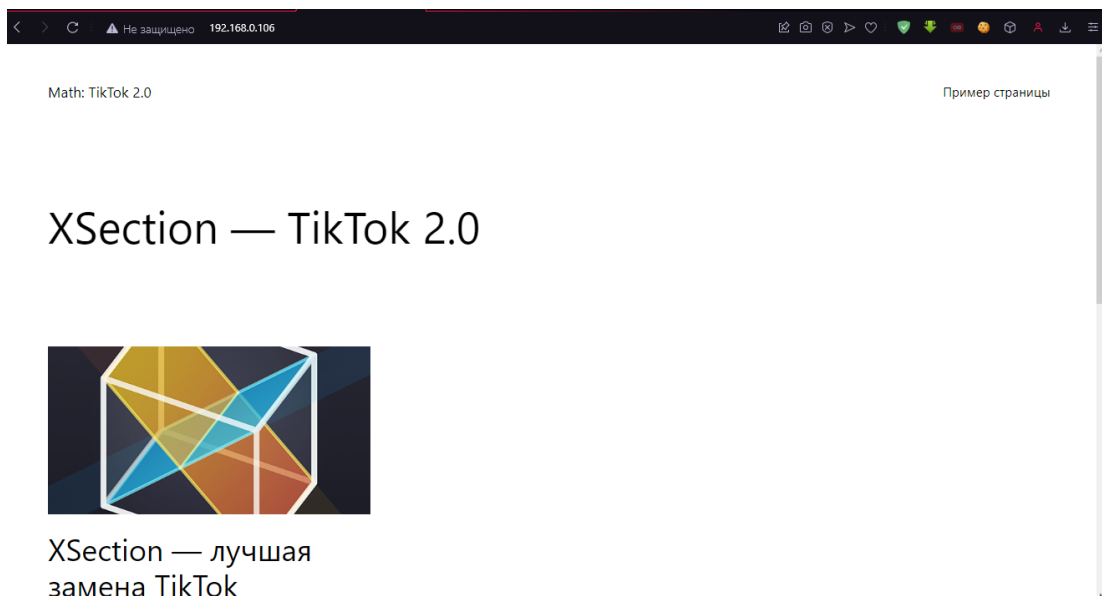 Не защищено 192.168.0.106
Math: TikTok 2.0
Пример страницы
XSection — TikTok 2.0
XSection — лучшая
замена TikTok